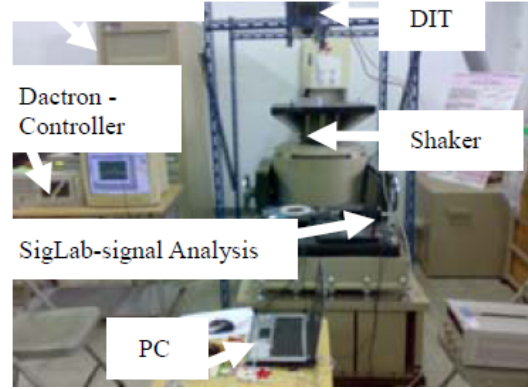 DIT
Dactron -
Controller
Shaker
SigLab-signal Analysis
PC